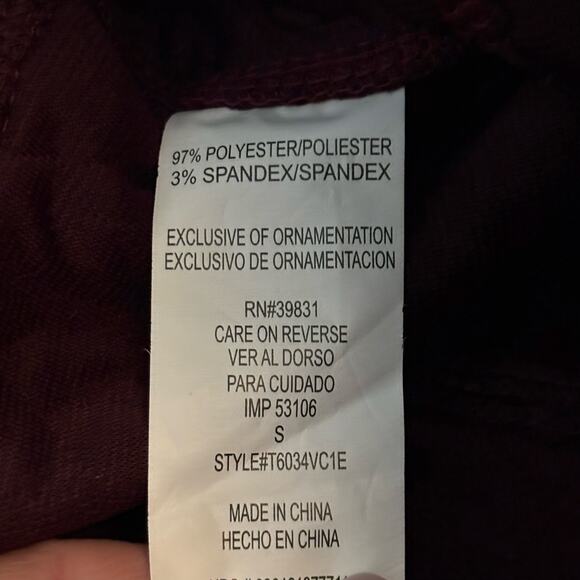 97% POLYESTER/POLIESTER
3% SPANDEX/SPANDEX
EXCLUSIVE OF ORNAMENTATION
EXCLUSIVO DE ORNAMENTACION
RN#39831
CARE ON REVERSE
VER AL DORSO
PARA CUIDADO
IMP 53106
S
STYLE#T6034VC1E
MADE IN CHINA
HECHO EN CHINA